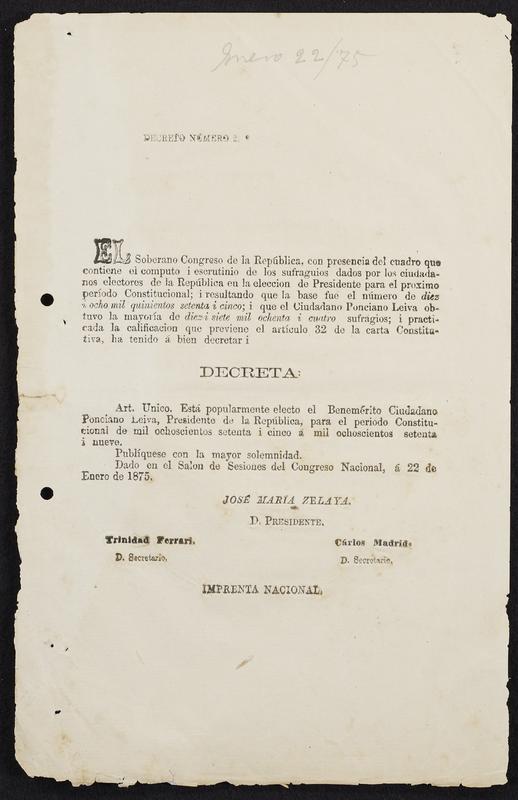 Enero 22/75
DECRETO NÚMERO 2. °
EL Soberano Congreso de la República, con presencia del cuadro que
contiene el computo i escrutinio de los sufraguios dados por los ciudada-
nos electores de la República en la eleccion de Presidente para el proximo
período Constitucional; i resultando que la base fue el número de diez
i ocho mil quinientos setenta i cinco; i que el Ciudadano Ponciano Leiva ob-
tuvo la mayoría de diez i siete mil ochenta i cuatro sufragios; i practi-
cada la calificacion que previene el artículo 32 de la carta Constitu-
tiva, ha tenido á bien decretar i
DECRETA:
Art. Unico. Está popularmente electo el Benemérito Ciudadano
Ponciano Leiva, Presidente de la República, para el periodo Constitu-
cional de mil ochoscientos setenta i cinco á mil ochoscientos setenta
i nueve.
Publíquese con la mayor solemnidad.
Dado en el Salon de Sesiones del Congreso Nacional, á 22 de
Enero de 1875.
JOSÉ MARIA ZELAYA.
D. PRESIDENTE.
Trinidad Ferrari. Cárlos Madrid.
D. Secretario. D. Secretario.
IMPRENTA NACIONAL.